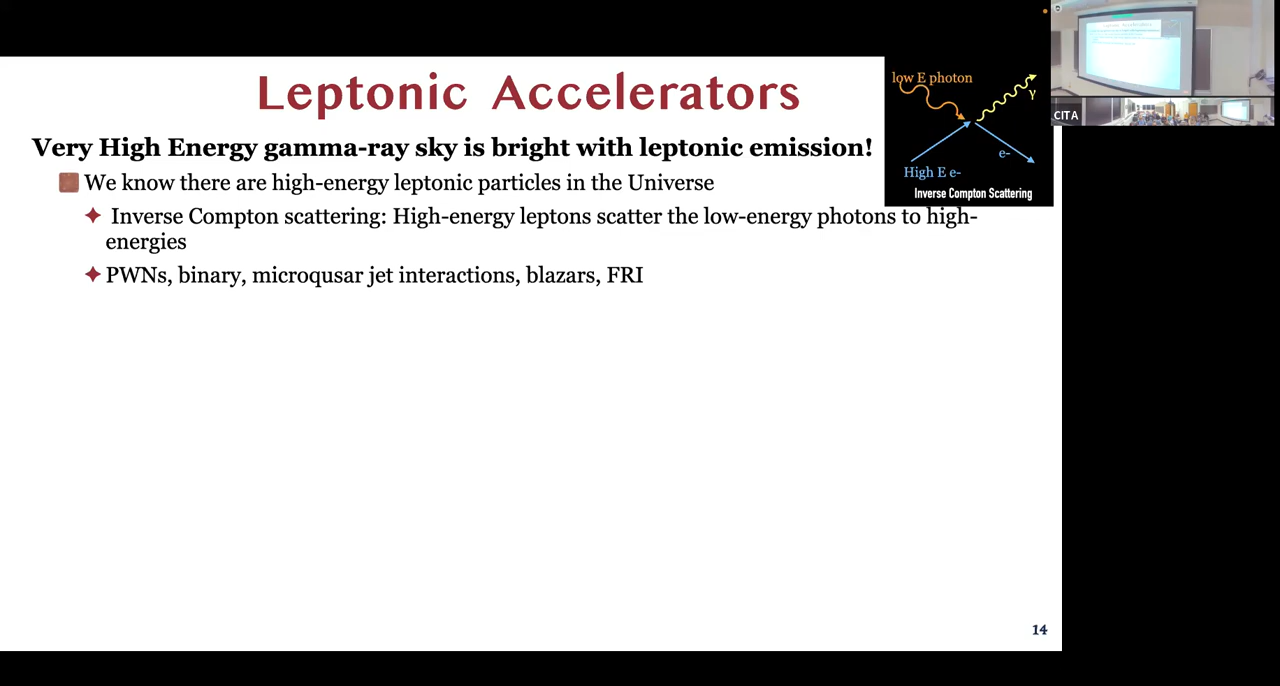 Leptonic Accelerators
Very High Energy gamma-ray sky is bright with leptonic emission!
We know there are high-energy leptonic particles in the Universe
Inverse Compton scattering: High-energy leptons scatter the low-energy photons to high-
energies
PWNs, binary, microqusar jet interactions, blazars, FRI
low E photon
γ
High E e-
e-
Inverse Compton Scattering
CITA
14